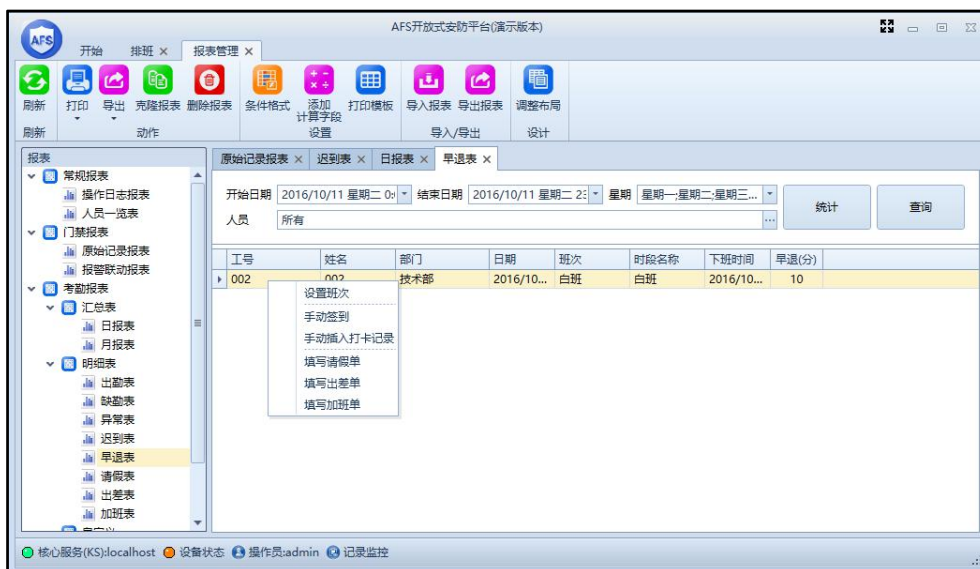 AFS开放式安防平台(演示版本)
AFS
开始 排班 报表管理
刷新 打印 导出 克隆报表 删除报表 条件格式 添加计算字段 打印模板 导入报表 导出报表 调整布局
刷新 动作 设置 导入/导出 设计
报表
常规报表
操作日志报表
人员一览表
门禁报表
原始记录报表
报警联动报表
考勤报表
汇总表
日报表
月报表
明细表
出勤表
缺勤表
异常表
迟到表
早退表
请假表
出差表
加班表
原始记录报表 迟到表 日报表 早退表
开始日期 2016/10/11 星期二 0: 结束日期 2016/10/11 星期二 23: 星期 星期一;星期二;星期三... 统计 查询
人员 所有
工号 姓名 部门 日期 班次 时段名称 下班时间 早退(分)
002 002 技术部 2016/10... 白班 白班 2016/10... 10
设置班次
手动签到
手动插入打卡记录
填写请假单
填写出差单
填写加班单
核心服务(KS):localhost 设备状态 操作员:admin 记录监控